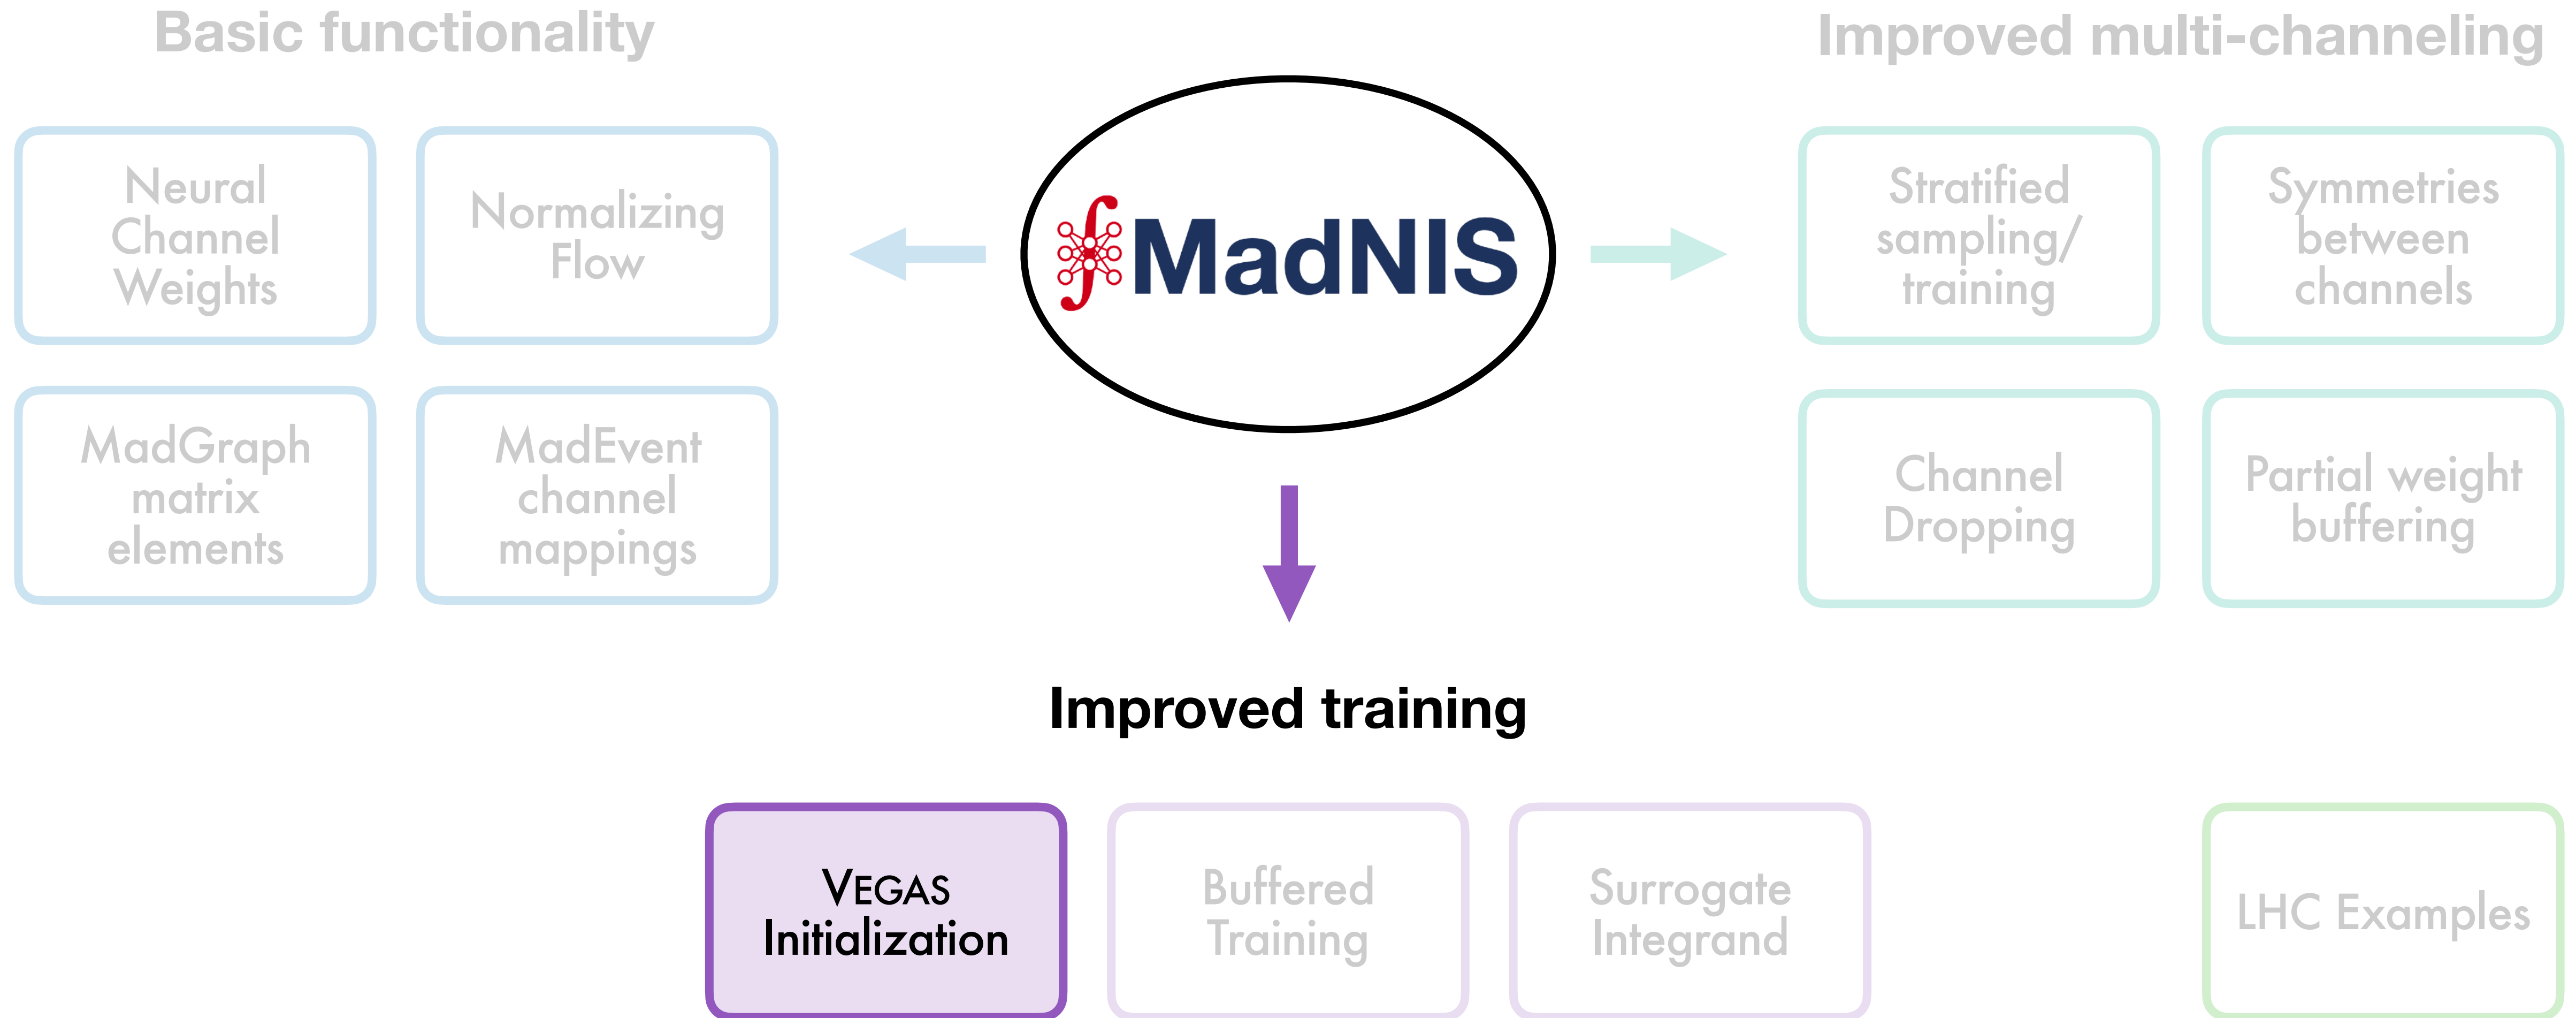 Basic functionality
Improved multi-channeling
Neural
Channel
Weights
Normalizing
Flow
MadNIS
Stratified
sampling/
training
Symmetries
between
channels
MadGraph
matrix
elements
MadEvent
channel
mappings
Channel
Dropping
Partial weight
buffering
Improved training
VEGAS
Initialization
Buffered
Training
Surrogate
Integrand
LHC Examples